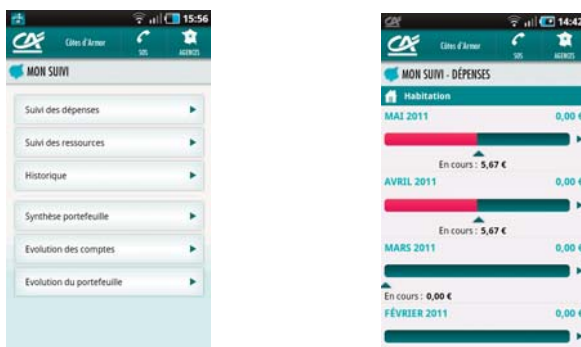 15:56
CA Côtes d'Armor SOS AGENCES
MON SUIVI
Suivi des dépenses
Suivi des ressources
Historique
Synthèse portefeuille
Evolution des comptes
Evolution du portefeuille
14:42
CA Côtes d'Armor SOS AGENCES
MON SUIVI - DÉPENSES
Habitation
MAI 2011 0,00 €
En cours : 5,67 €
AVRIL 2011 0,00 €
En cours : 5,67 €
MARS 2011 0,00 €
En cours : 0,00 €
FÉVRIER 2011 0,00 €